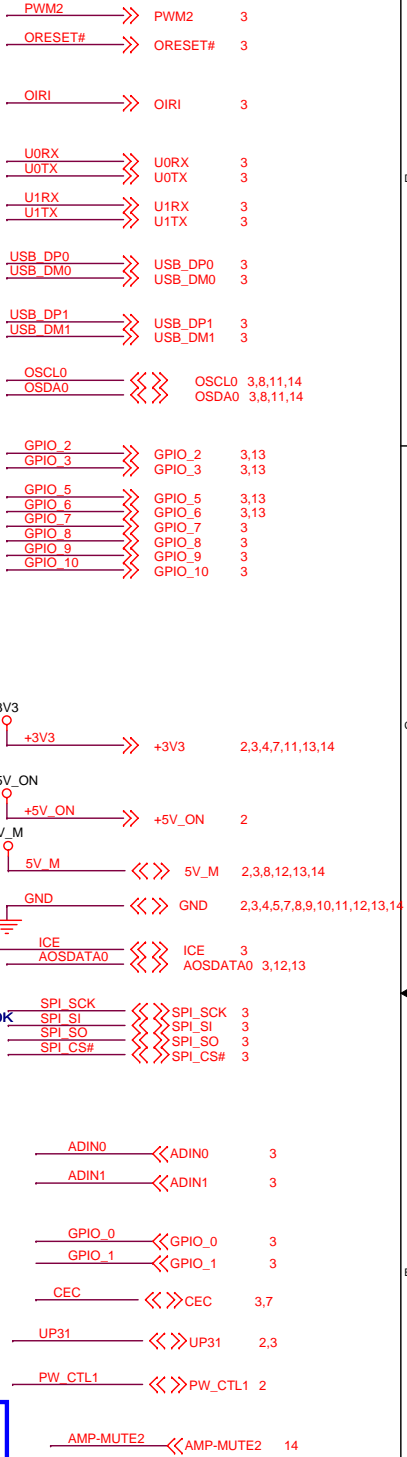 PWM2 PWM2 3
ORESET# ORESET# 3
OIRI OIRI 3
U0RX U0RX 3
U0TX U0TX 3
U1RX U1RX 3
U1TX U1TX 3
USB_DP0 USB_DP0 3
USB_DM0 USB_DM0 3
USB_DP1 USB_DP1 3
USB_DM1 USB_DM1 3
OSCL0 OSCL0 3,8,11,14
OSDA0 OSDA0 3,8,11,14
GPIO_2 GPIO_2 3,13
GPIO_3 GPIO_3 3,13
GPIO_5 GPIO_5 3,13
GPIO_6 GPIO_6 3,13
GPIO_7 GPIO_7 3
GPIO_8 GPIO_8 3
GPIO_9 GPIO_9 3
GPIO_10 GPIO_10 3
3V3
+3V3 +3V3 2,3,4,7,11,13,14
5V_ON
+5V_ON +5V_ON 2
V_M
5V_M 5V_M 2,3,8,12,13,14
GND GND 2,3,4,5,7,8,9,10,11,12,13,14
ICE ICE 3
AOSDATA0 AOSDATA0 3,12,13
SPI_SCK SPI_SCK 3
SPI_SI SPI_SI 3
SPI_SO SPI_SO 3
SPI_CS# SPI_CS# 3
ADIN0 ADIN0 3
ADIN1 ADIN1 3
GPIO_0 GPIO_0 3
GPIO_1 GPIO_1 3
CEC CEC 3,7
UP31 UP31 2,3
PW_CTL1 PW_CTL1 2
AMP-MUTE2 AMP-MUTE2 14